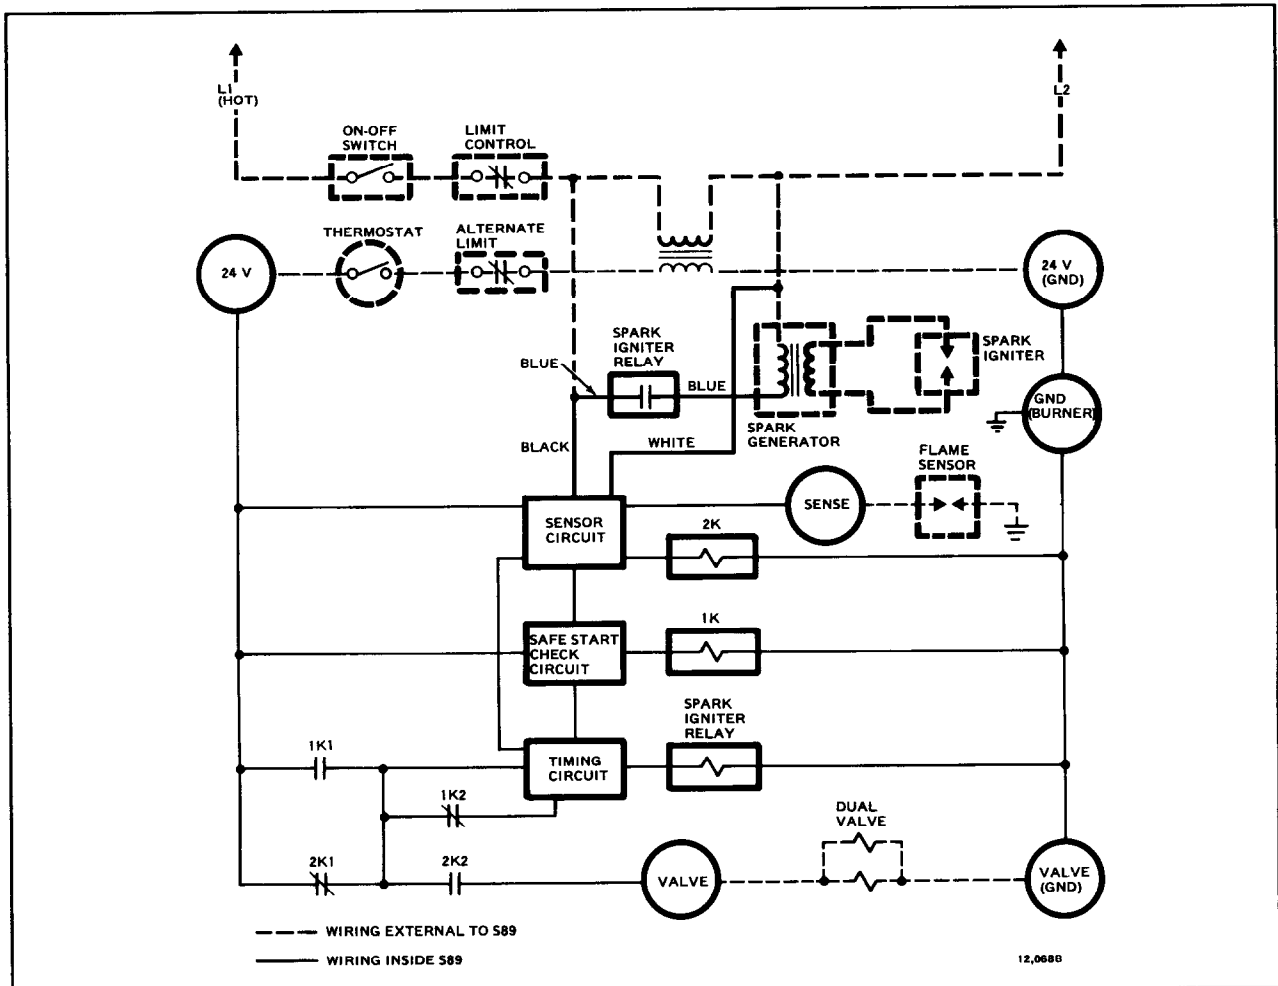 L1
(HOT)
L2
ON-OFF
SWITCH
LIMIT
CONTROL
THERMOSTAT
ALTERNATE
LIMIT
24 V
24 V
(GND)
SPARK
IGNITER
RELAY
BLUE
BLUE
SPARK
IGNITER
GND
(BURNER)
SPARK
GENERATOR
BLACK
WHITE
FLAME
SENSOR
SENSOR
CIRCUIT
SENSE
2K
1K
SAFE START
CHECK
CIRCUIT
SPARK
IGNITER
RELAY
1K1
TIMING
CIRCUIT
1K2
DUAL
VALVE
2K1
2K2
VALVE
VALVE
(GND)
WIRING EXTERNAL TO S89
WIRING INSIDE S89
12,068B